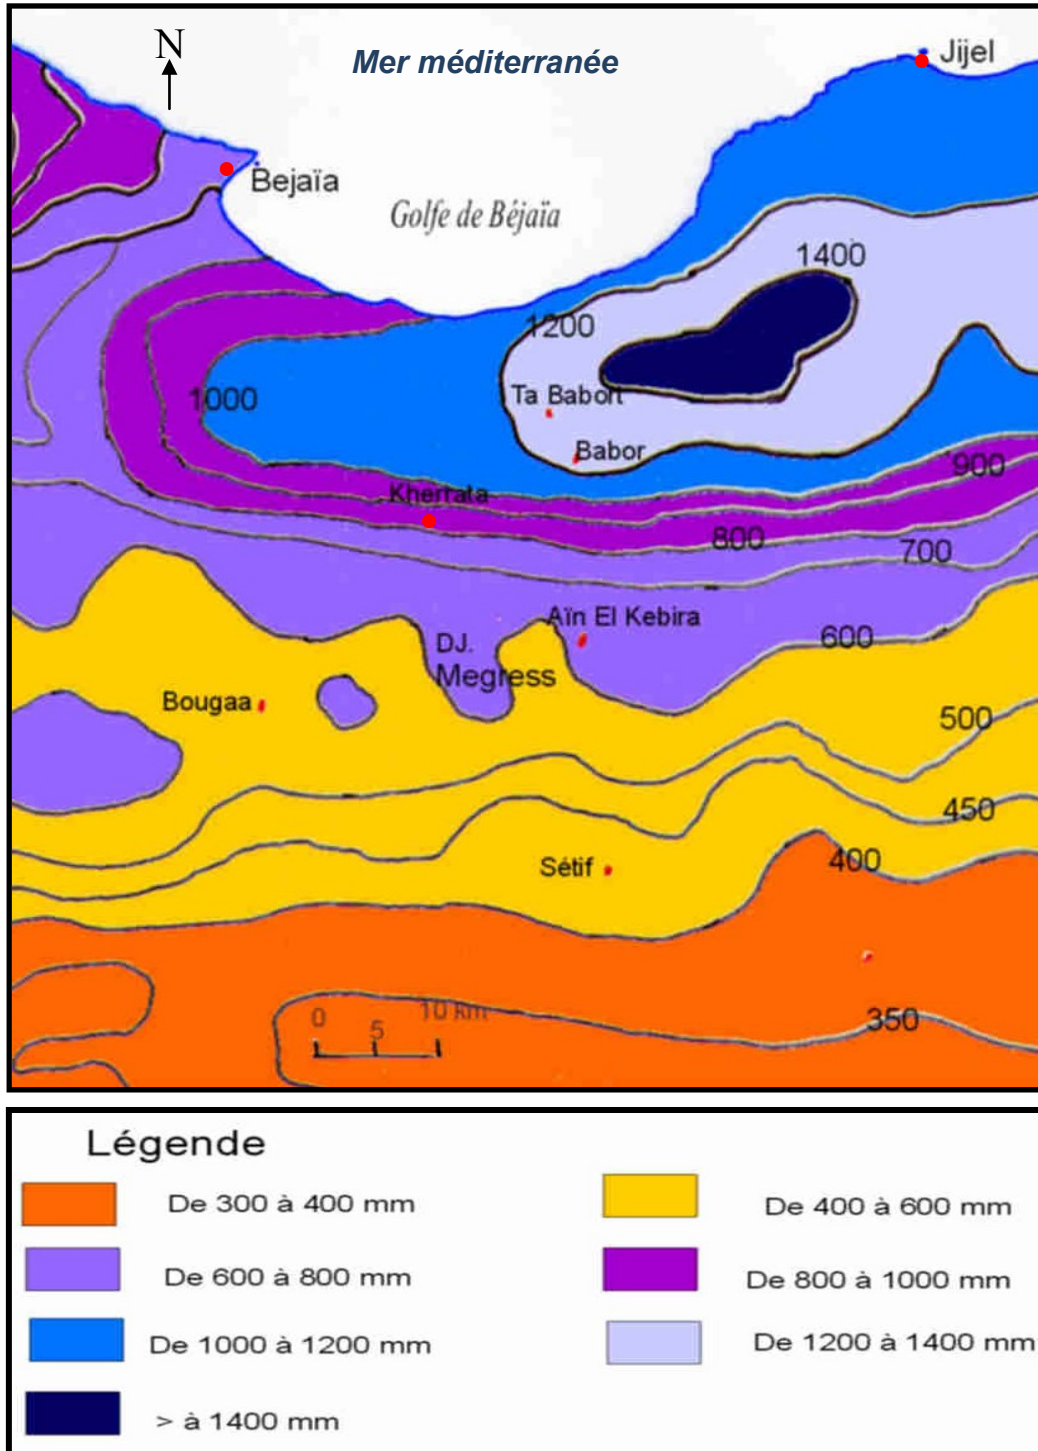 N
Mer méditerranée
Jijel
Bejaïa
Golfe de Béjaïa
1400
1200
Ta Babort
1000
Babor
900
Kherrata
800
700
Aïn El Kebira
600
DJ.
Megress
Bougaa
500
450
Sétif
400
0 5 10 km
350
Légende
De 300 à 400 mm
De 400 à 600 mm
De 600 à 800 mm
De 800 à 1000 mm
De 1000 à 1200 mm
De 1200 à 1400 mm
> à 1400 mm